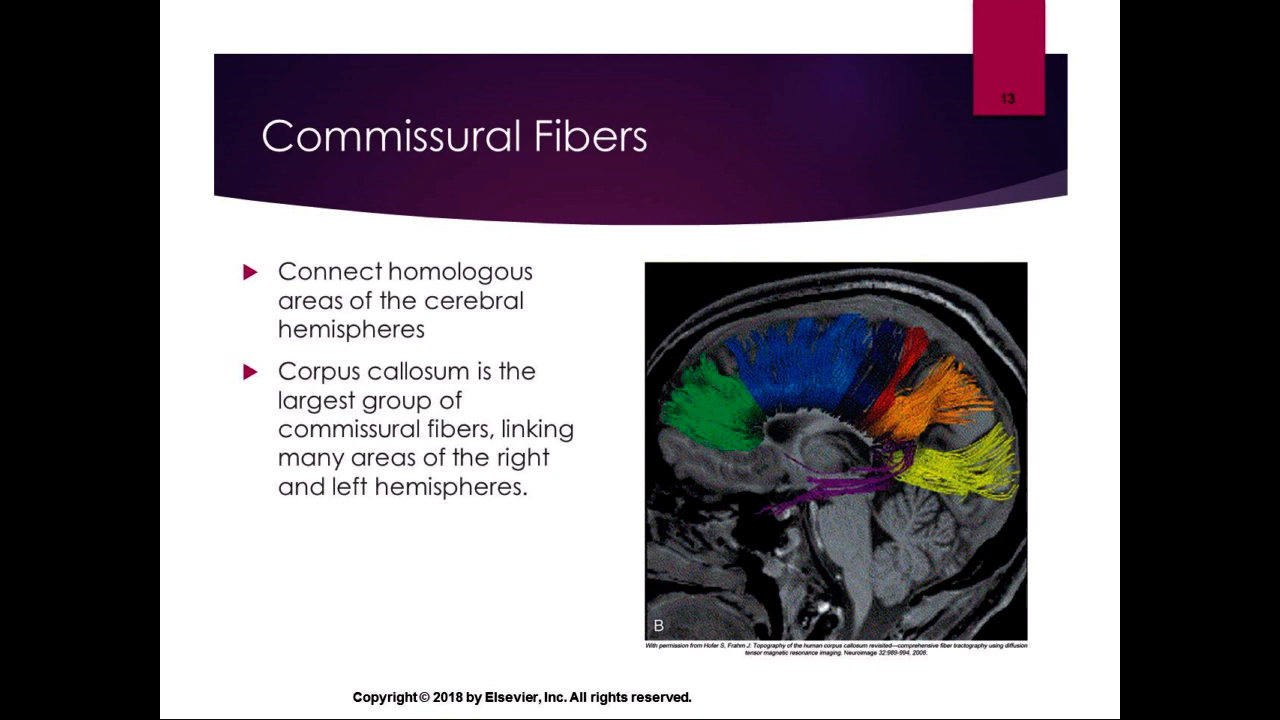 13
Commissural Fibers
Connect homologous
areas of the cerebral
hemispheres
Corpus callosum is the
largest group of
commissural fibers, linking
many areas of the right
and left hemispheres.
B
With permission from Hofer S, Frahm J: Topography of the human corpus callosum revisited—comprehensive fiber tractography using diffusion
tensor magnetic resonance imaging. Neuroimage 32:989-994, 2006.
Copyright © 2018 by Elsevier, Inc. All rights reserved.